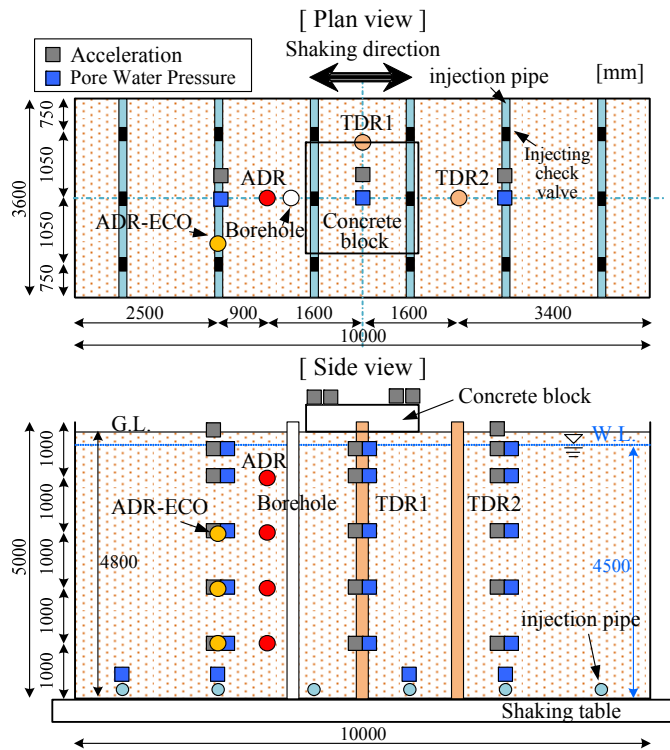 [ Plan view ]
Acceleration
Pore Water Pressure
Shaking direction
injection pipe
[mm]
750
1050
1050
750
3600
TDR1
ADR
TDR2
Injecting
check
valve
ADR-ECO
Borehole
Concrete
block
2500
900
1600
1600
3400
10000
[ Side view ]
Concrete block
G.L.
W.L.
1000
1000
1000
1000
1000
5000
ADR
ADR-ECO
Borehole
TDR1
TDR2
4800
4500
injection pipe
Shaking table
10000